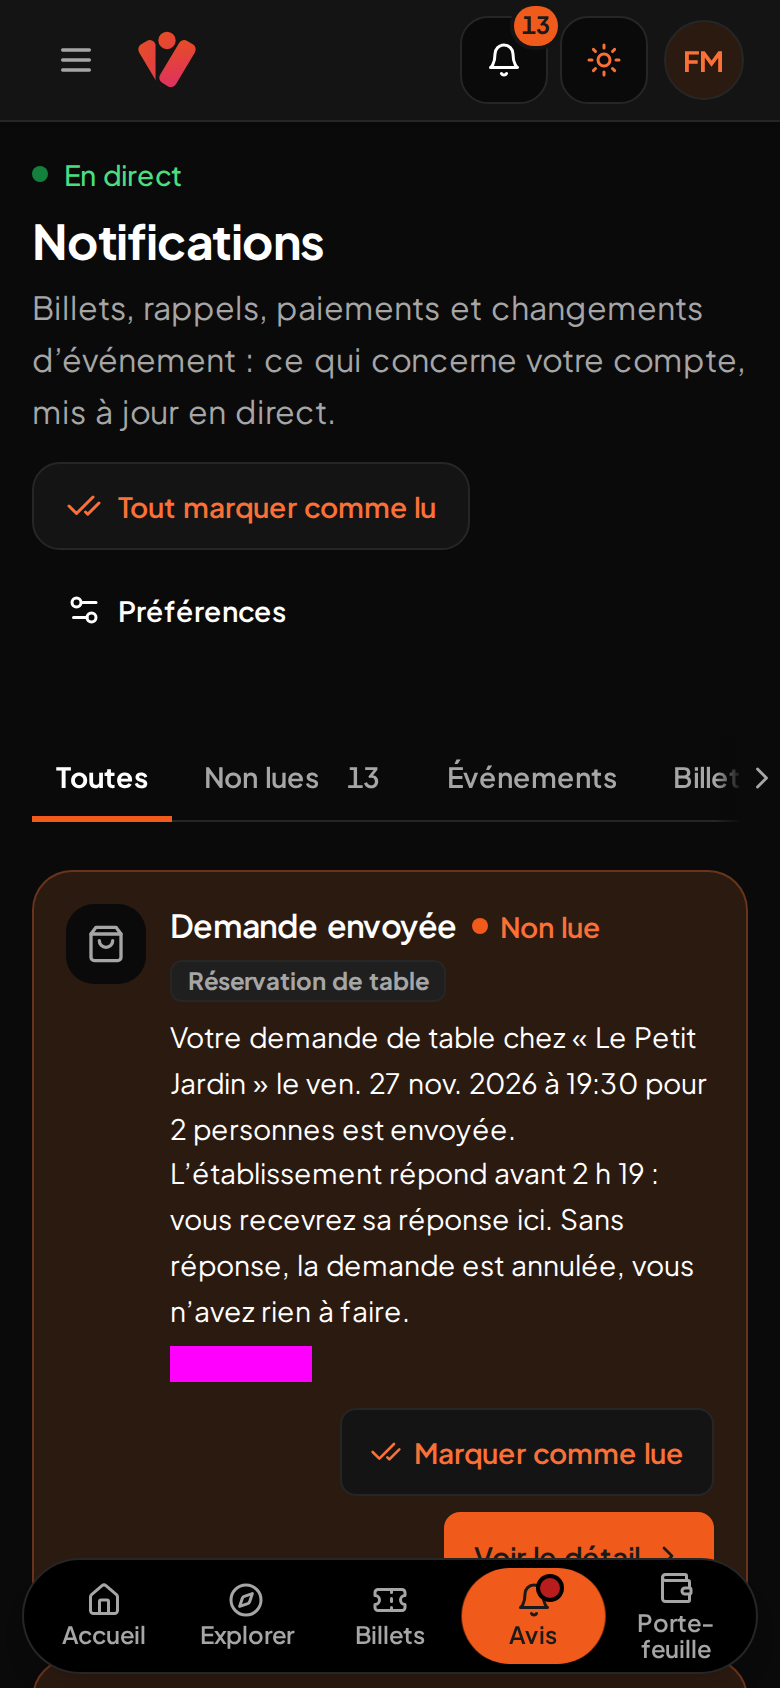 13
FM
En direct
Notifications
Billets, rappels, paiements et changements
d’événement : ce qui concerne votre compte,
mis à jour en direct.
Tout marquer comme lu
Préférences
Toutes Non lues 13 Événements Billet
Demande envoyée Non lue
Réservation de table
Votre demande de table chez « Le Petit
Jardin » le ven. 27 nov. 2026 à 19:30 pour
2 personnes est envoyée.
L’établissement répond avant 2 h 19 :
vous recevrez sa réponse ici. Sans
réponse, la demande est annulée, vous
n’avez rien à faire.
Marquer comme lue
Voir le détail
Accueil Explorer Billets Avis Porte-
feuille